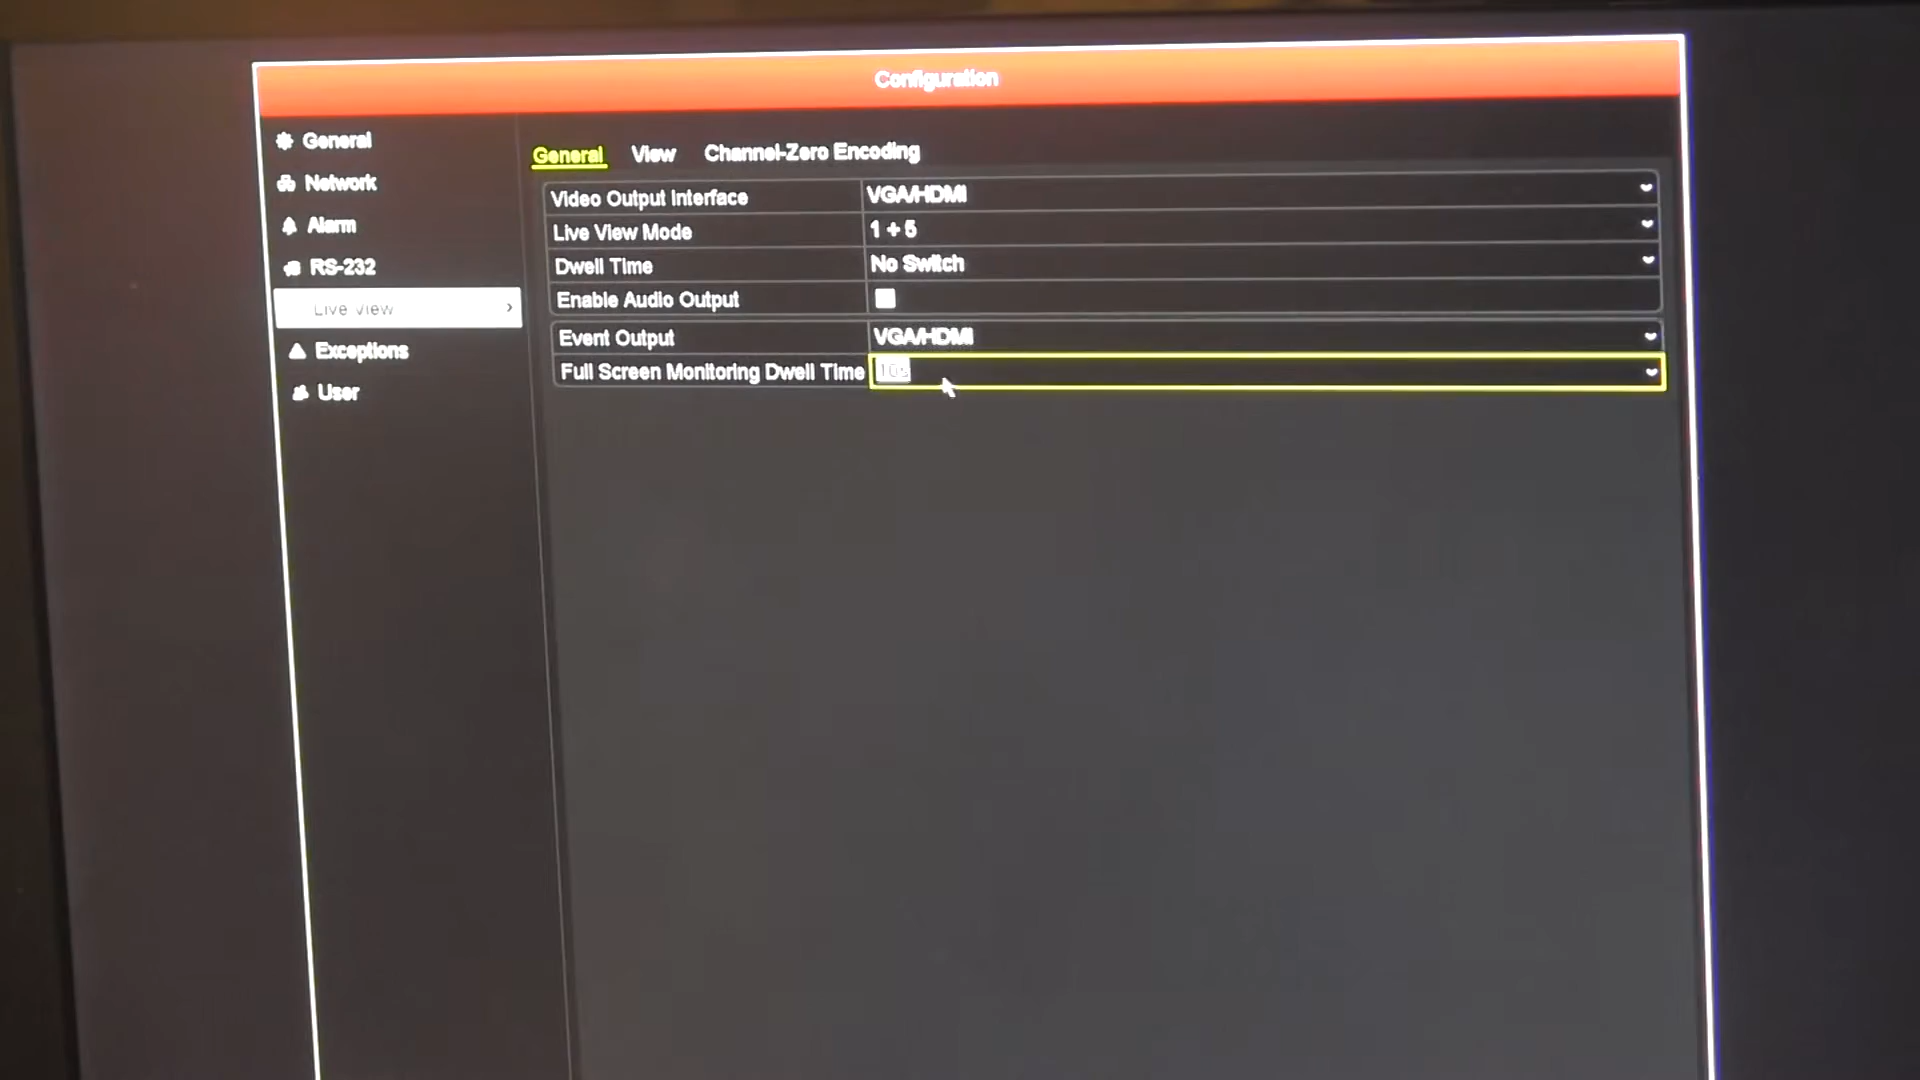 Configuration
General
Network
Alarm
RS-232
Live View
Exceptions
User
General View Channel-Zero Encoding
Video Output Interface VGA/HDMI
Live View Mode 1 + 5
Dwell Time No Switch
Enable Audio Output
Event Output VGA/HDMI
Full Screen Monitoring Dwell Time 10s